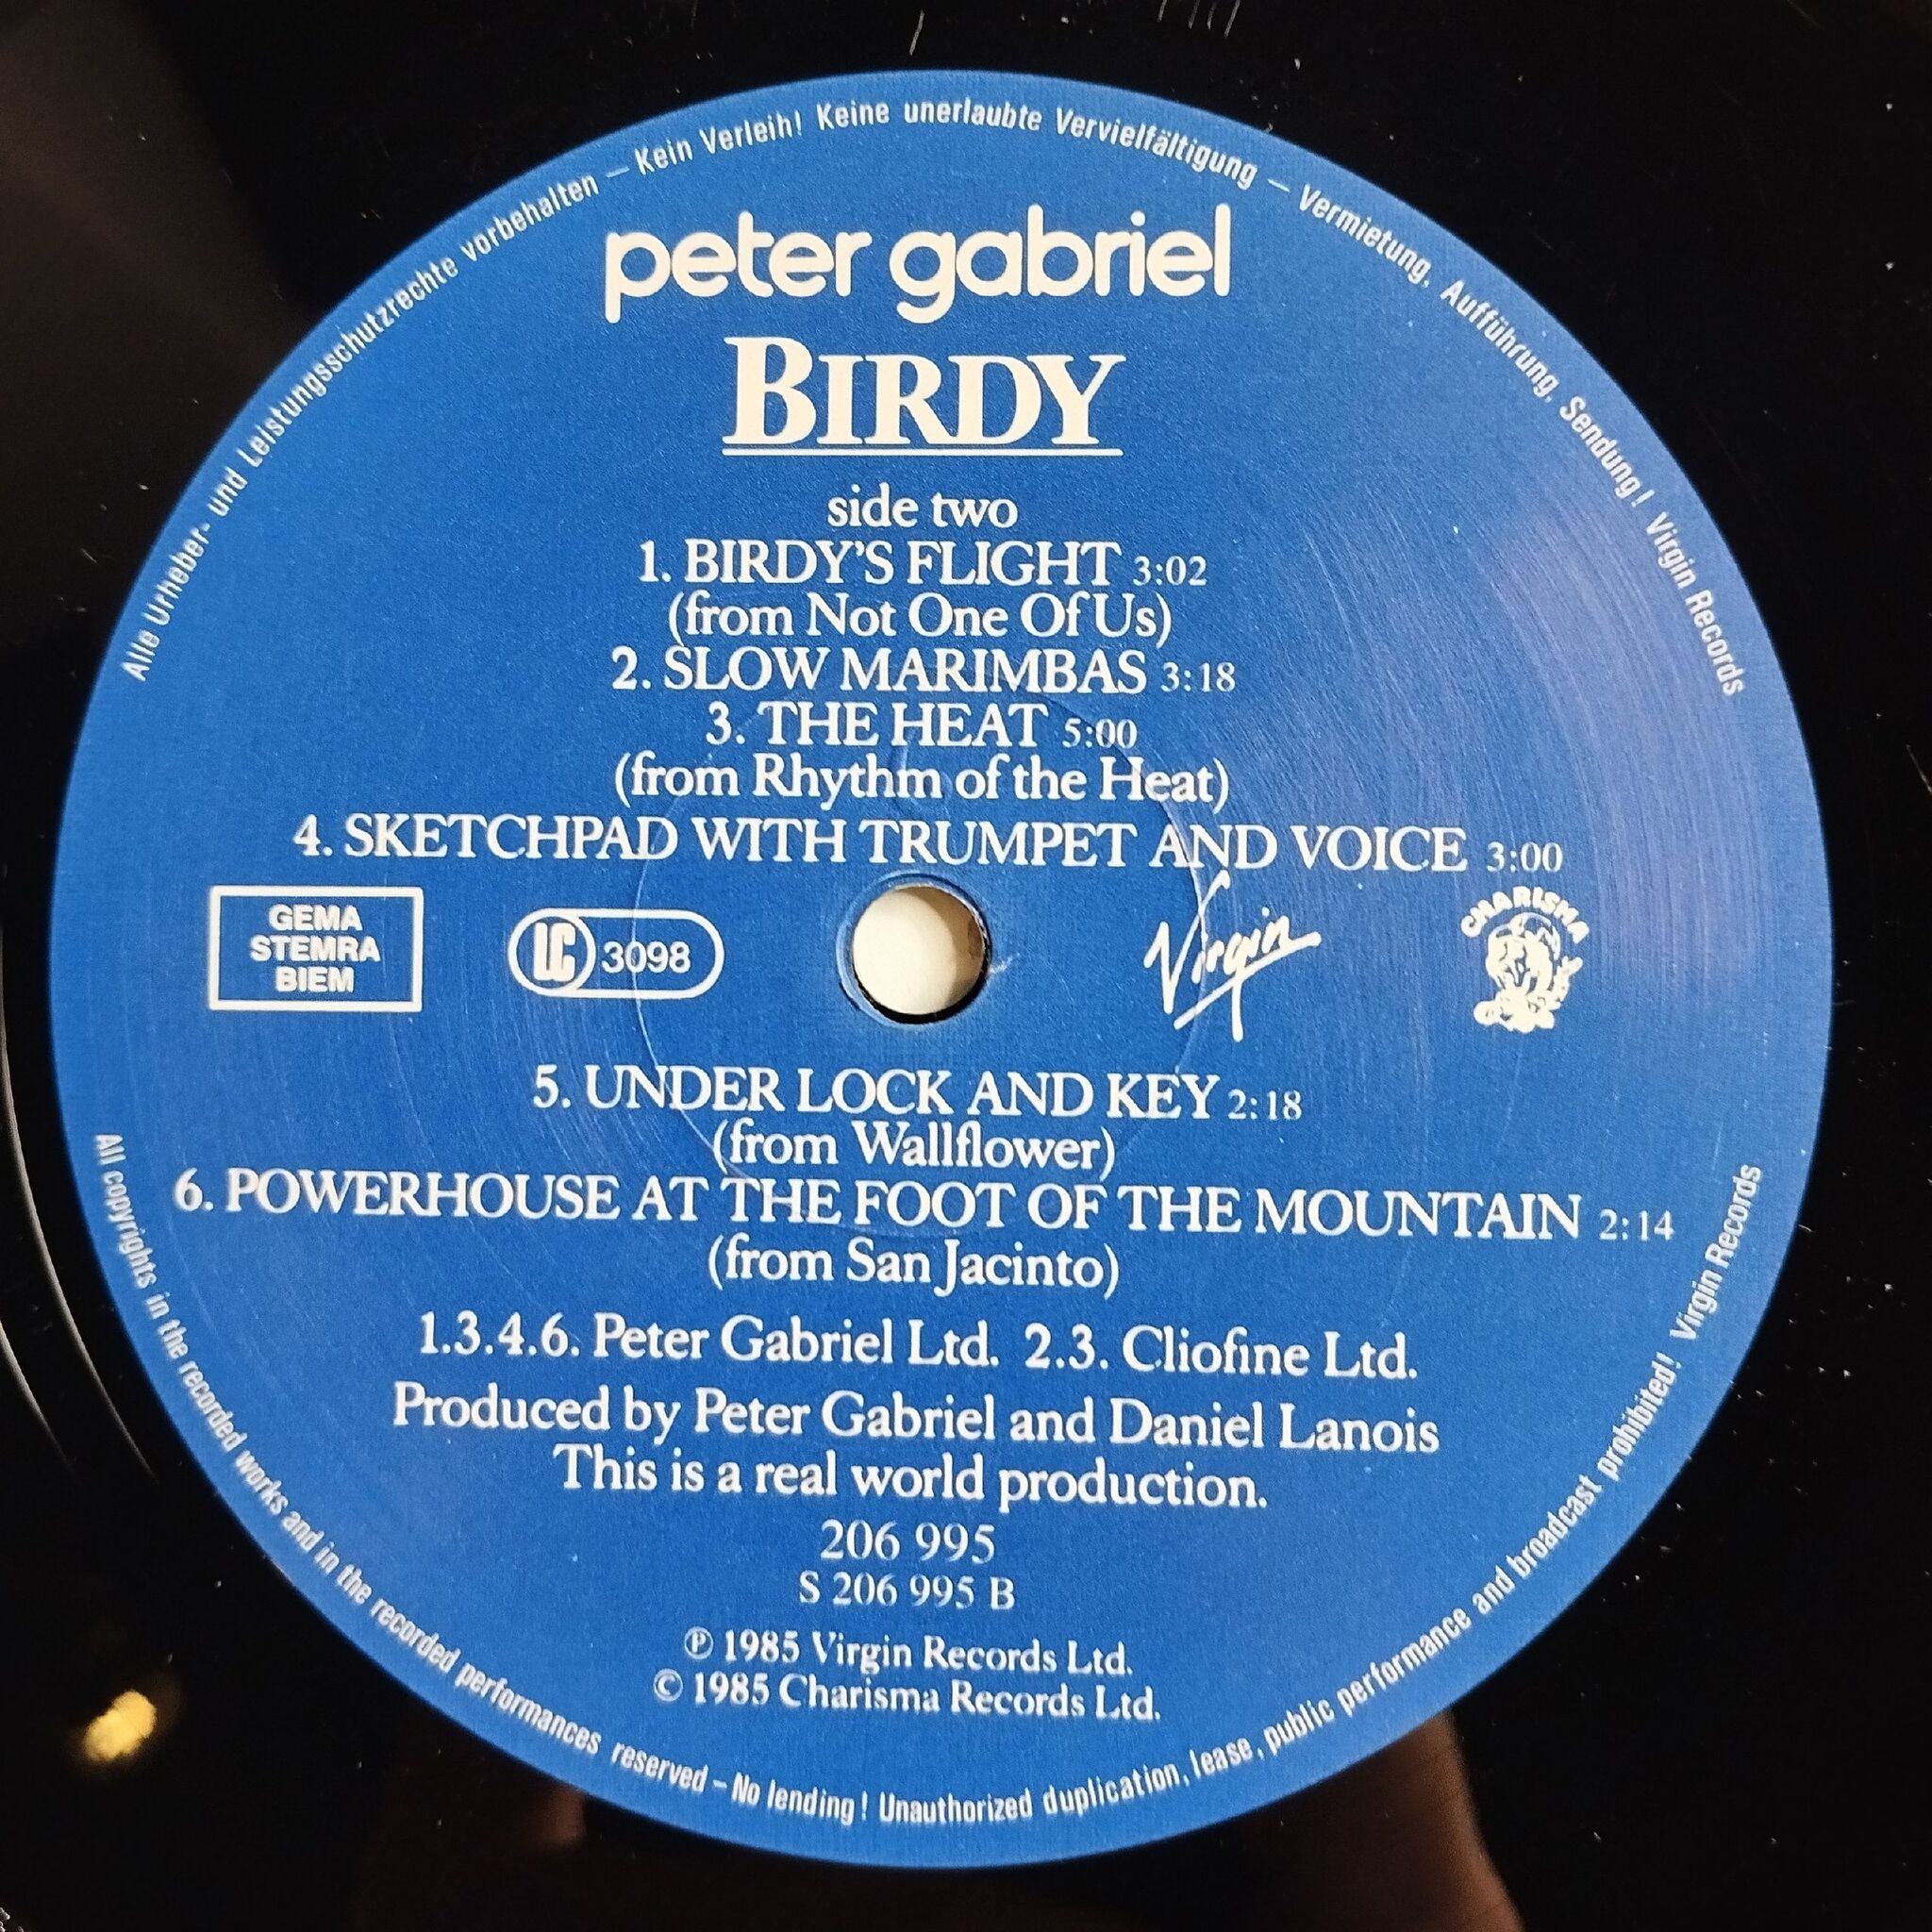 Alle Urheber- und Leistungsschutzrechte vorbehalten – Kein Verleih! Keine unerlaubte Vervielfältigung – Vermietung, Aufführung, Sendung! Virgin Records
peter gabriel
BIRDY
side two
1. BIRDY'S FLIGHT 3:02
(from Not One Of Us)
2. SLOW MARIMBAS 3:18
3. THE HEAT 5:00
(from Rhythm of the Heat)
4. SKETCHPAD WITH TRUMPET AND VOICE 3:00
GEMA
STEMRA
BIEM
LC 3098
Virgin
CHARISMA
5. UNDER LOCK AND KEY 2:18
(from Wallflower)
6. POWERHOUSE AT THE FOOT OF THE MOUNTAIN 2:14
(from San Jacinto)
1.3.4.6. Peter Gabriel Ltd. 2.3. Cliofine Ltd.
Produced by Peter Gabriel and Daniel Lanois
This is a real world production.
206 995
S 206 995 B
℗ 1985 Virgin Records Ltd.
© 1985 Charisma Records Ltd.
All copyrights in the recorded works and in the recorded performances reserved – No lending! Unauthorized duplication, lease, public performance and broadcast prohibited! Virgin Records